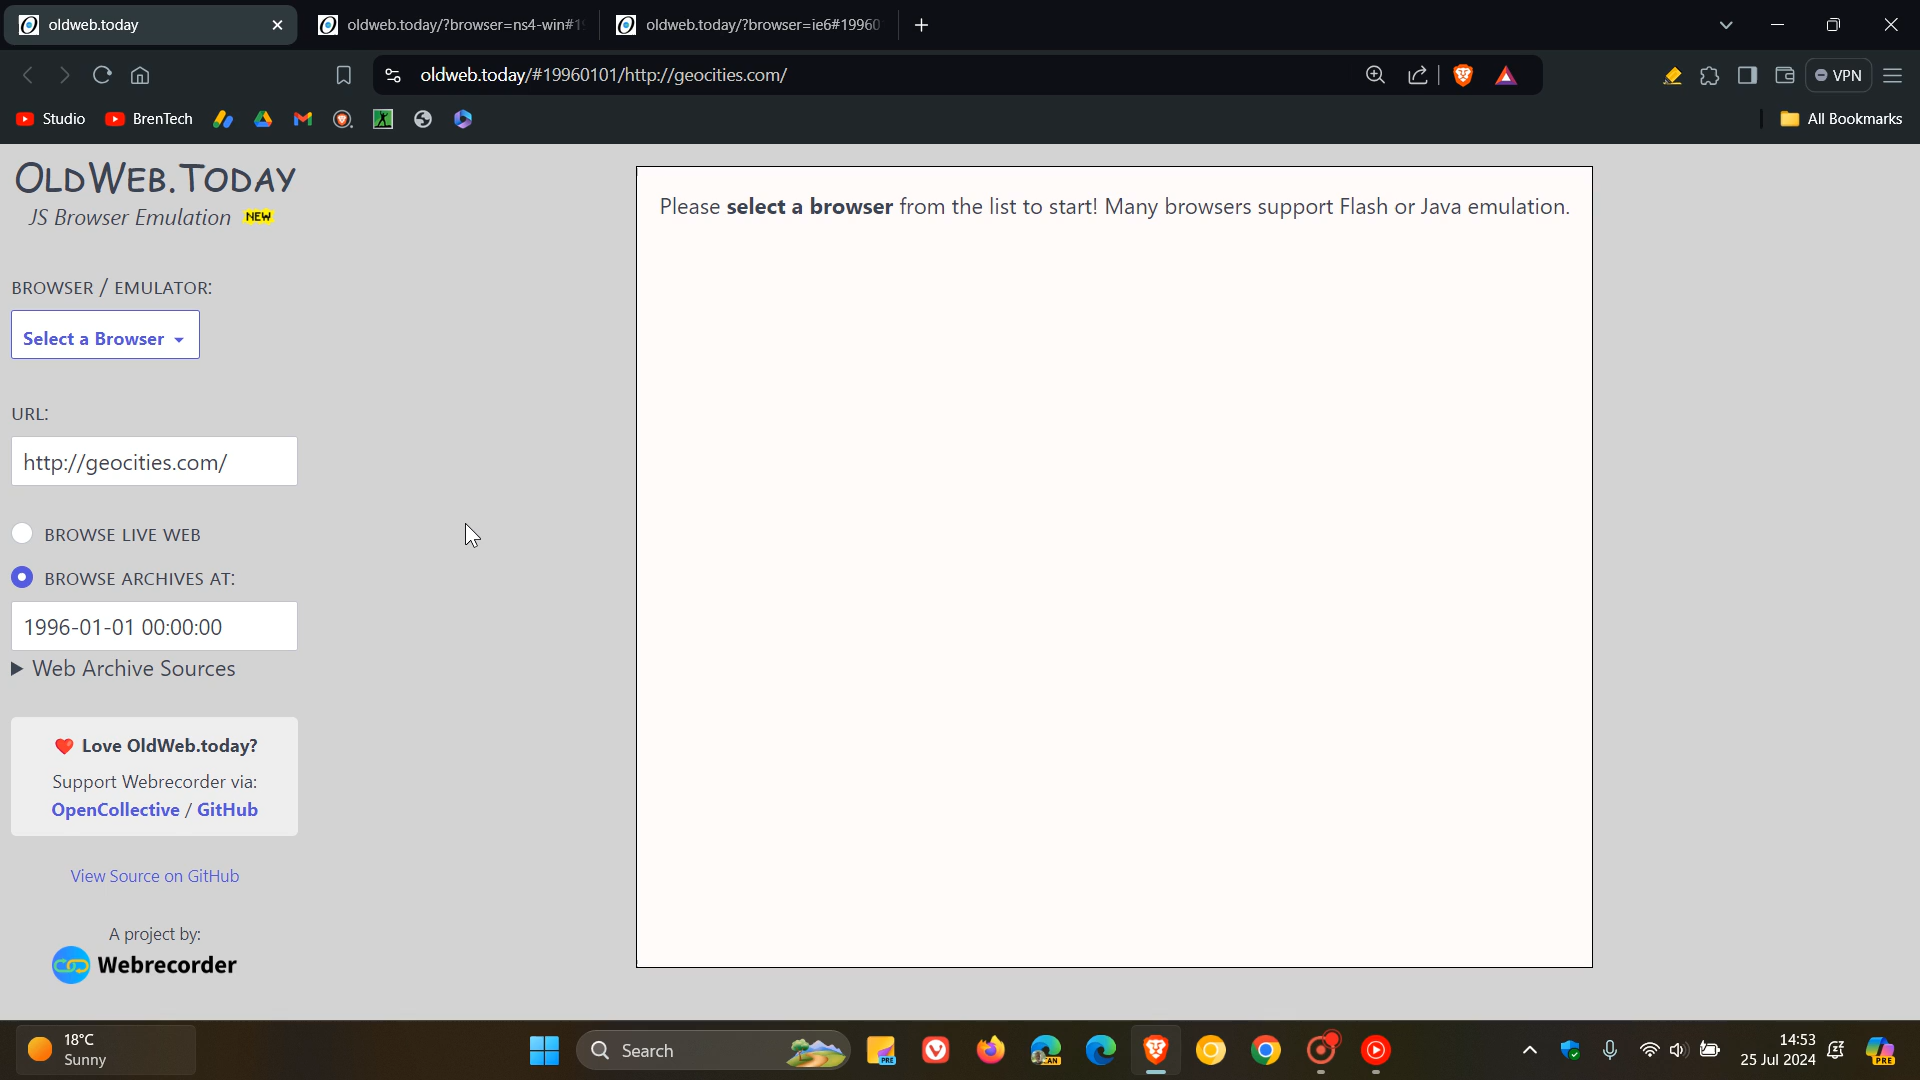 oldweb.today
oldweb.today/?browser=ns4-win#19
oldweb.today/?browser=ie6#19960
oldweb.today/#19960101/http://geocities.com/
VPN
Studio
BrenTech
All Bookmarks
OLDWEB.TODAY
JS Browser Emulation NEW
BROWSER / EMULATOR:
Select a Browser
URL:
http://geocities.com/
BROWSE LIVE WEB
BROWSE ARCHIVES AT:
1996-01-01 00:00:00
Web Archive Sources
Love OldWeb.today?
Support Webrecorder via:
OpenCollective / GitHub
View Source on GitHub
A project by:
Webrecorder
Please select a browser from the list to start! Many browsers support Flash or Java emulation.
18°C
Sunny
Search
PRE
CAN
14:53
25 Jul 2024
PRE